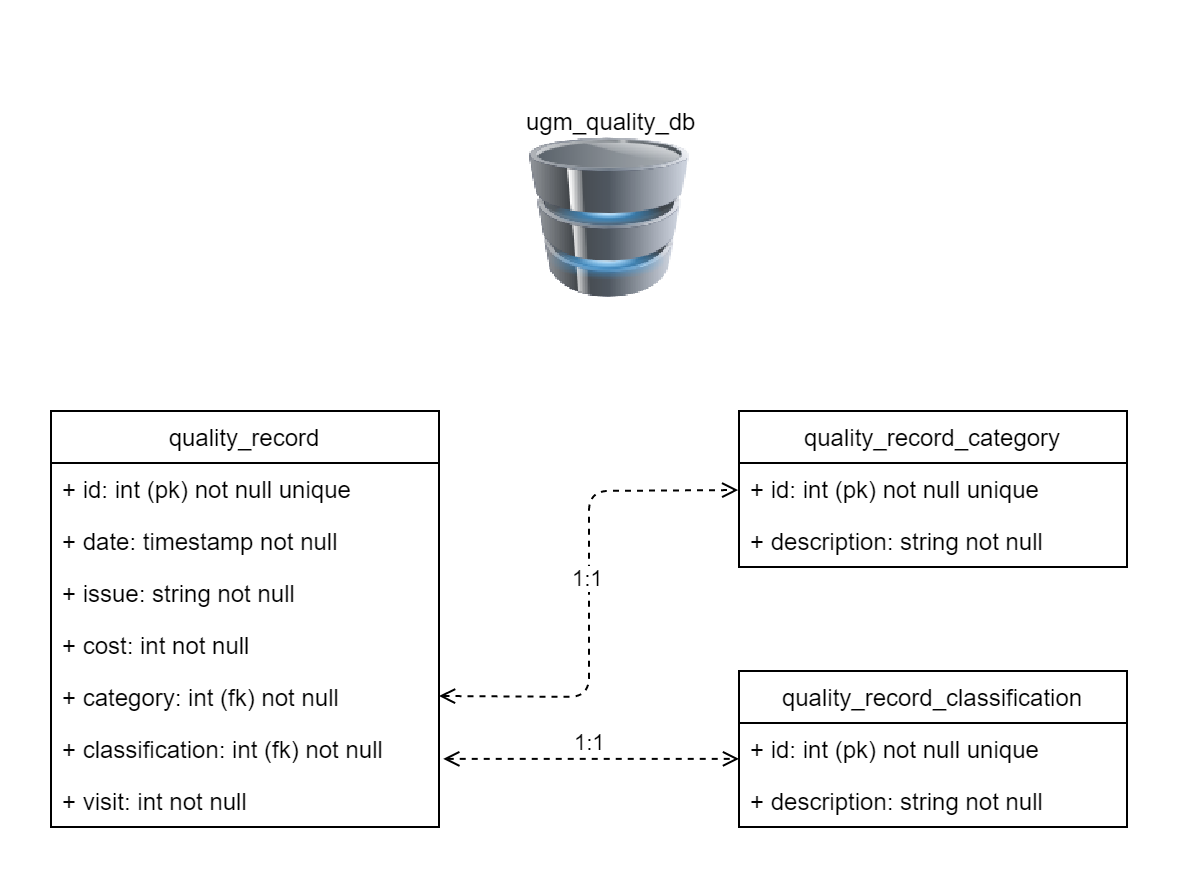 ugm_quality_db
quality_record
+ id: int (pk) not null unique
+ date: timestamp not null
+ issue: string not null
+ cost: int not null
+ category: int (fk) not null
+ classification: int (fk) not null
+ visit: int not null
1:1
1:1
quality_record_category
+ id: int (pk) not null unique
+ description: string not null
quality_record_classification
+ id: int (pk) not null unique
+ description: string not null